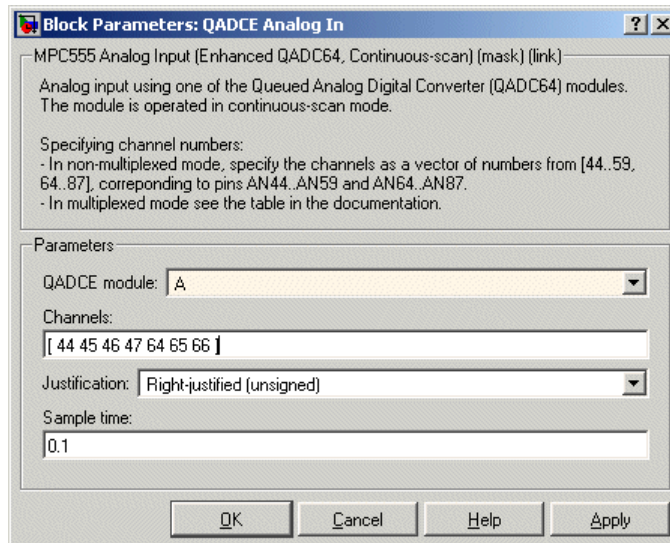 Block Parameters: QADCE Analog In
MPC555 Analog Input (Enhanced QADC64, Continuous-scan) (mask) (link)
Analog input using one of the Queued Analog Digital Converter (QADC64) modules.
The module is operated in continuous-scan mode.
Specifying channel numbers:
- In non-multiplexed mode, specify the channels as a vector of numbers from [44..59,
64..87], correponding to pins AN44..AN59 and AN64..AN87.
- In multiplexed mode see the table in the documentation.
Parameters
QADCE module: A
Channels:
[ 44 45 46 47 64 65 66 ]
Justification: Right-justified (unsigned)
Sample time:
0.1
OK Cancel Help Apply